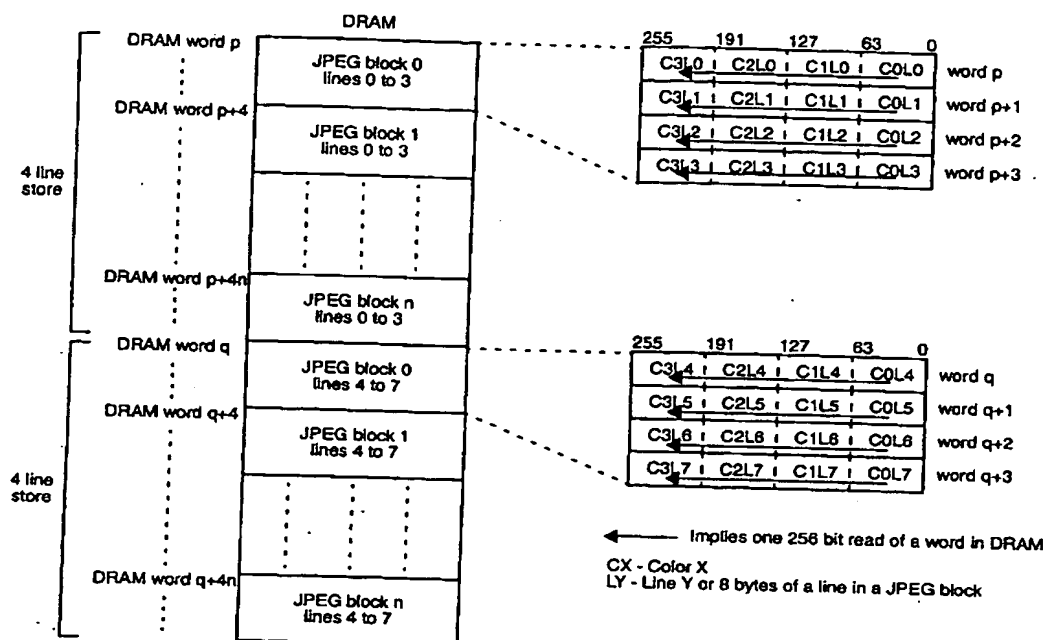 DRAM
DRAM word p
JPEG block 0
lines 0 to 3
DRAM word p+4
JPEG block 1
lines 0 to 3
4 line
store
DRAM word p+4n
JPEG block n
lines 0 to 3
DRAM word q
JPEG block 0
lines 4 to 7
DRAM word q+4
JPEG block 1
lines 4 to 7
4 line
store
DRAM word q+4n
JPEG block n
lines 4 to 7
255 191 127 63 0
C3L0 C2L0 C1L0 C0L0 word p
C3L1 C2L1 C1L1 C0L1 word p+1
C3L2 C2L2 C1L2 C0L2 word p+2
C3L3 C2L3 C1L3 C0L3 word p+3
255 191 127 63 0
C3L4 C2L4 C1L4 C0L4 word q
C3L5 C2L5 C1L5 C0L5 word q+1
C3L6 C2L6 C1L6 C0L6 word q+2
C3L7 C2L7 C1L7 C0L7 word q+3
Implies one 256 bit read of a word in DRAM
CX - Color X
LY - Line Y or 8 bytes of a line in a JPEG block